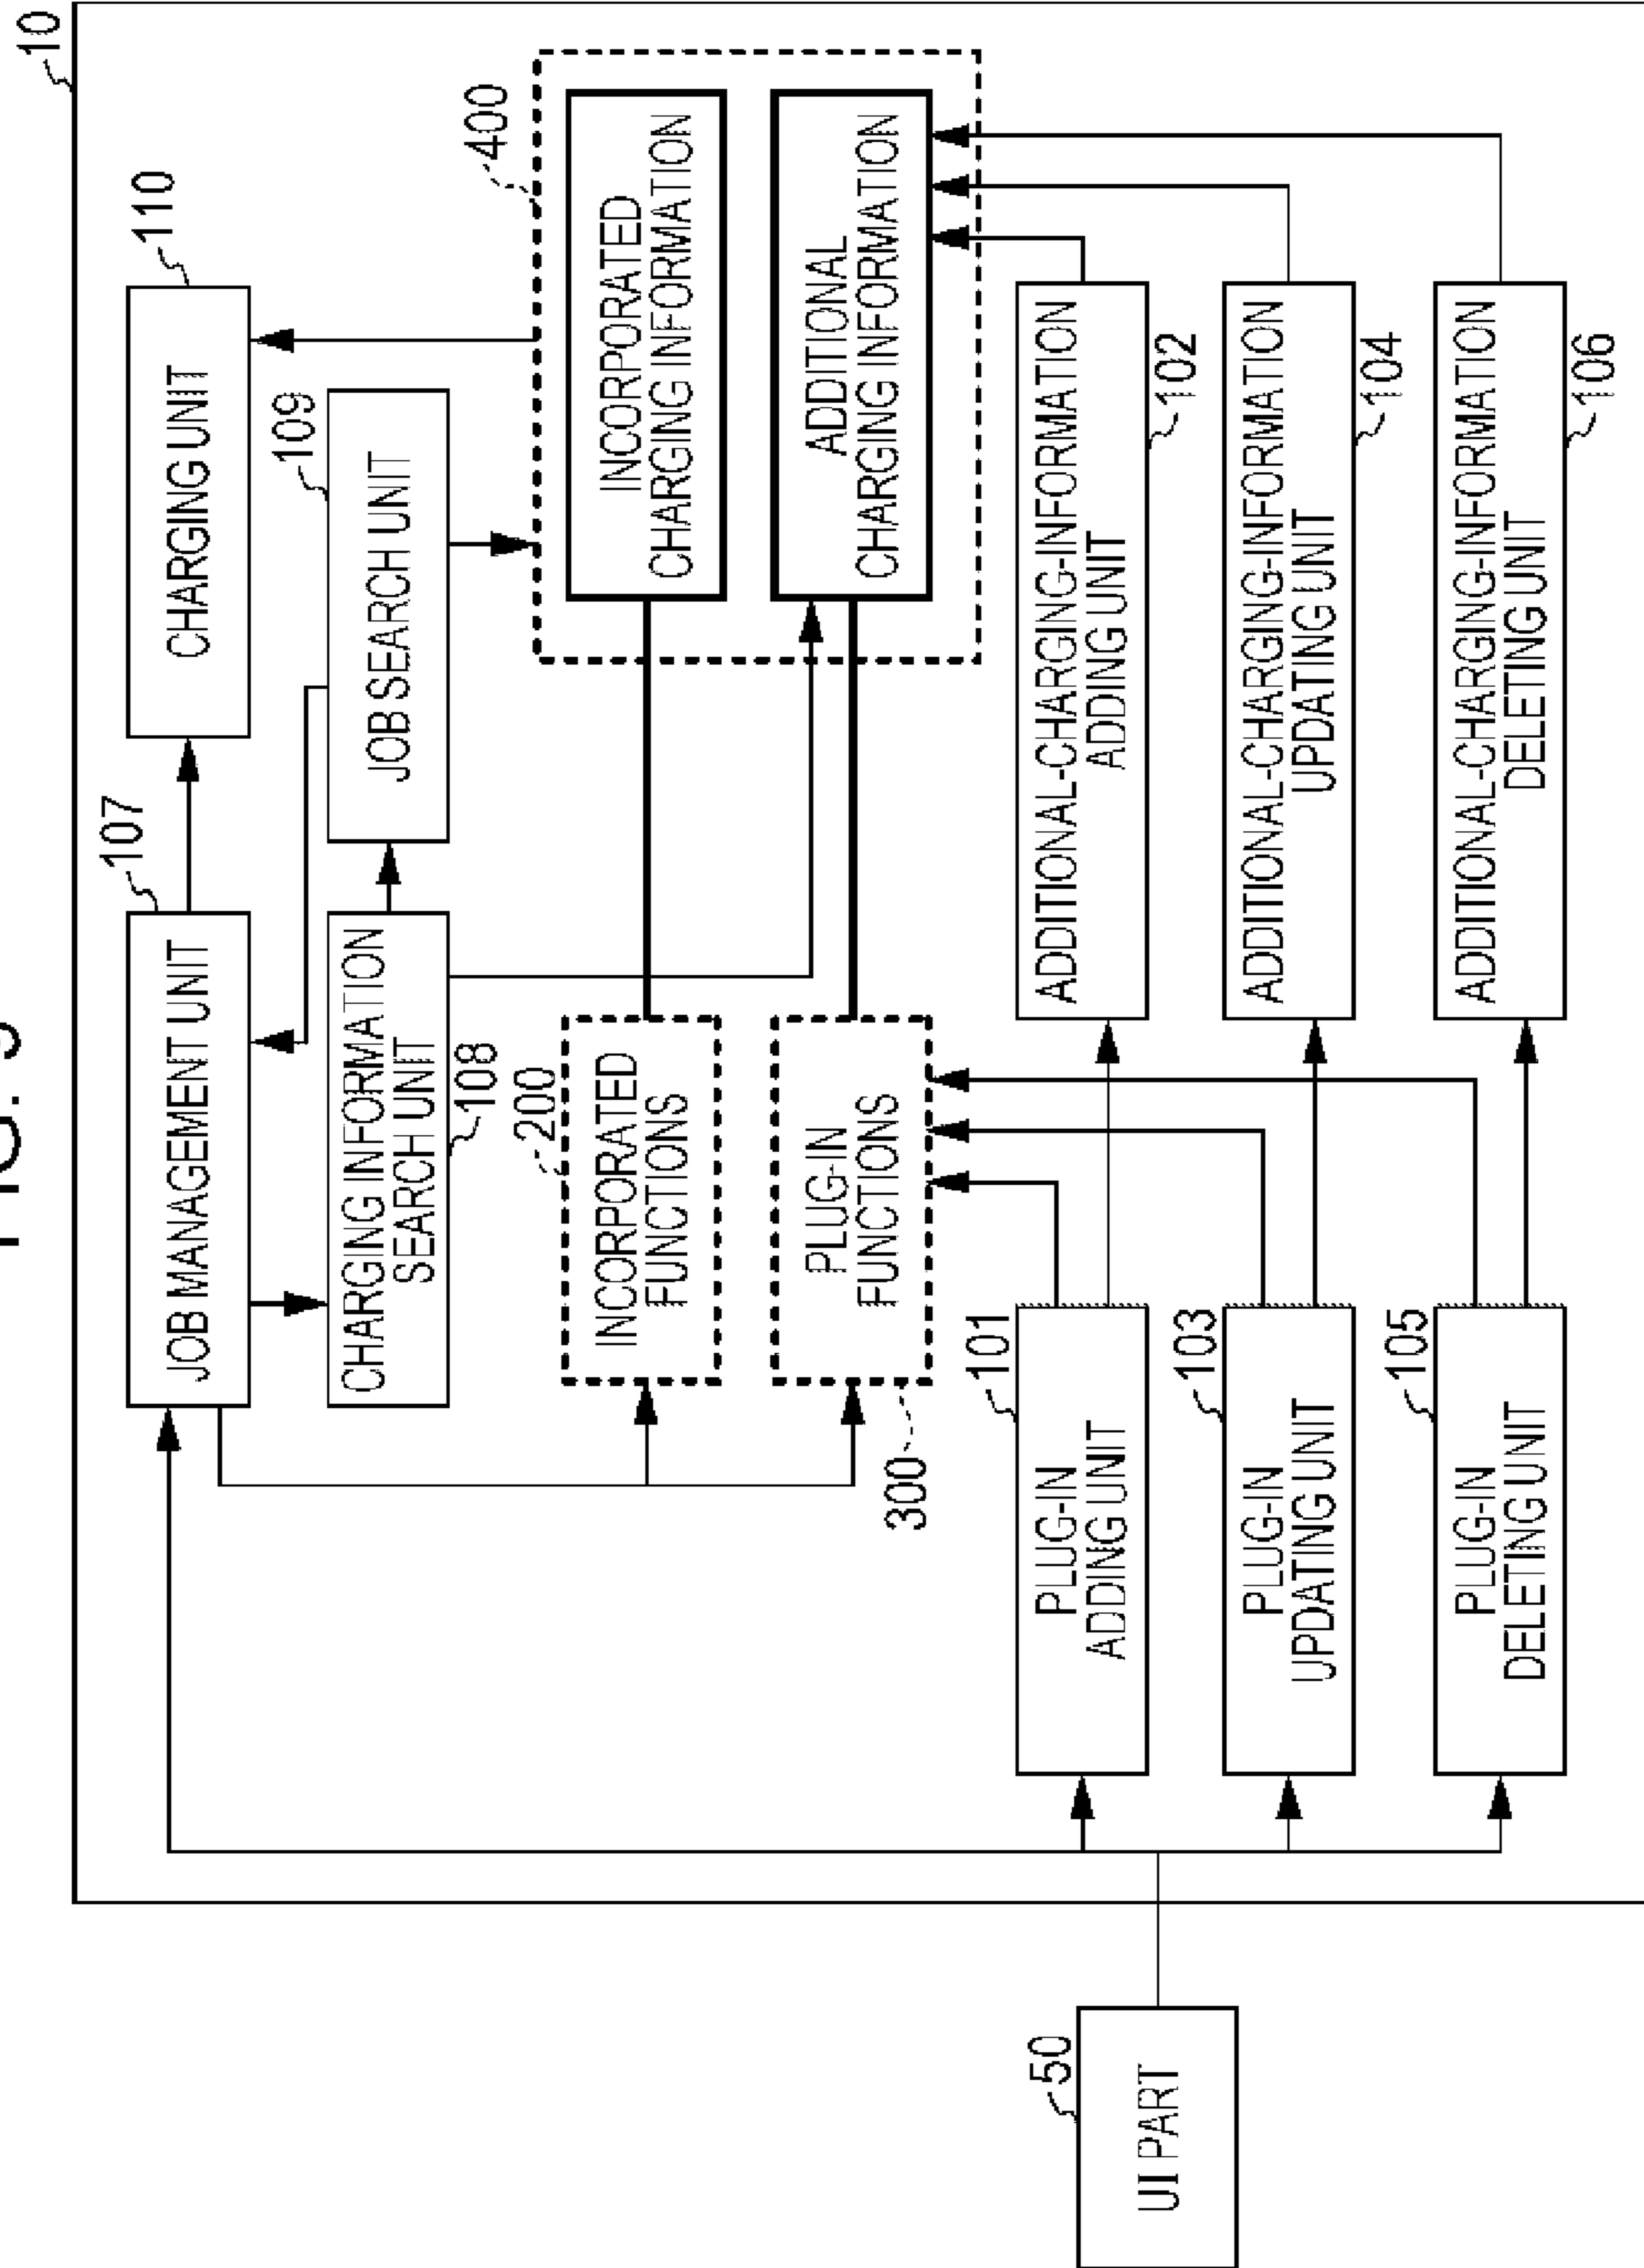 FIG.
10
107
110
JOB MANAGEMENT UNIT
CHARGING UNIT
109
CHARGING INFORMATION
SEARCH UNIT
108
JOB SEARCH UNIT
200
400
INCORPORATED
FUNCTIONS
INCORPORATED
CHARGING INFORMATION
PLUG-IN
FUNCTIONS
300
ADDITIONAL
CHARGING INFORMATION
50
UI PART
101
PLUG-IN
ADDING UNIT
ADDITIONAL-CHARGING-INFORMATION
ADDING UNIT
102
103
PLUG-IN
UPDATING UNIT
ADDITIONAL-CHARGING-INFORMATION
UPDATING UNIT
104
105
PLUG-IN
DELETING UNIT
ADDITIONAL-CHARGING-INFORMATION
DELETING UNIT
106